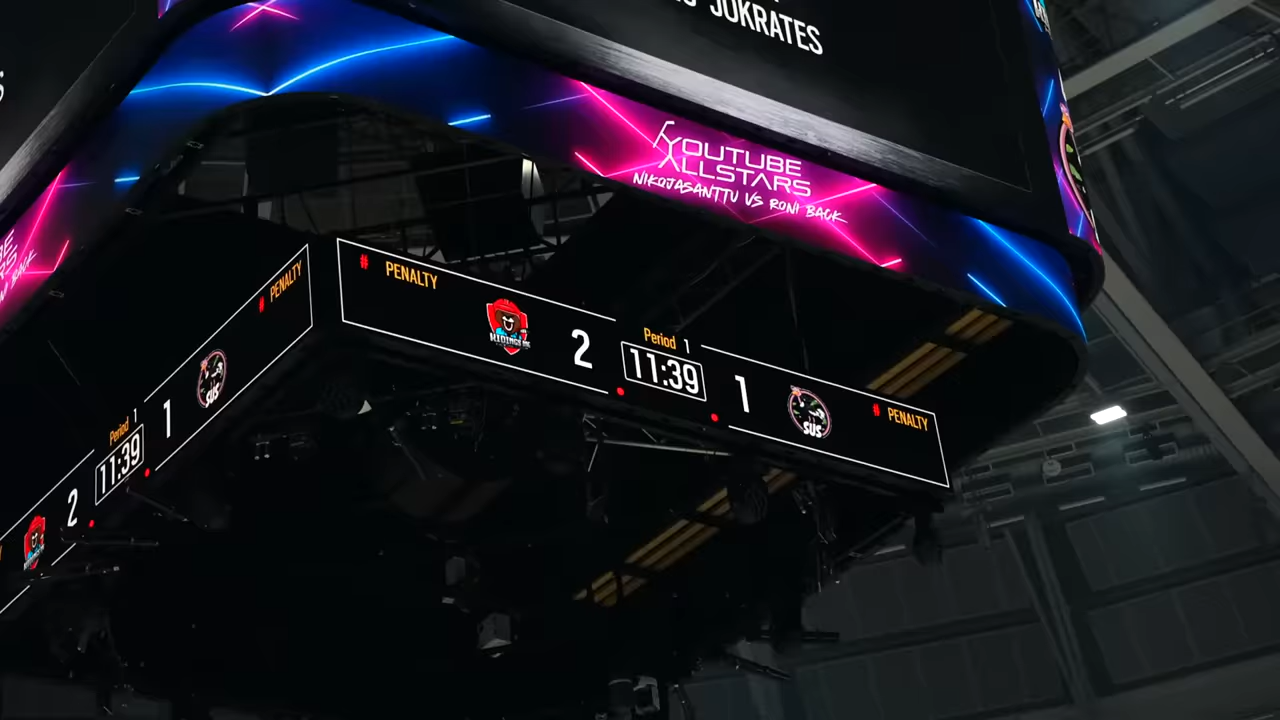 JOKRATES
YOUTUBE
ALLSTARS
NIKOJASANTTU VS RONI BACK
# PENALTY
# PENALTY
2
Period 1
11:39
1
SUS
# PENALTY
2
Period 1
11:39
1
SUS